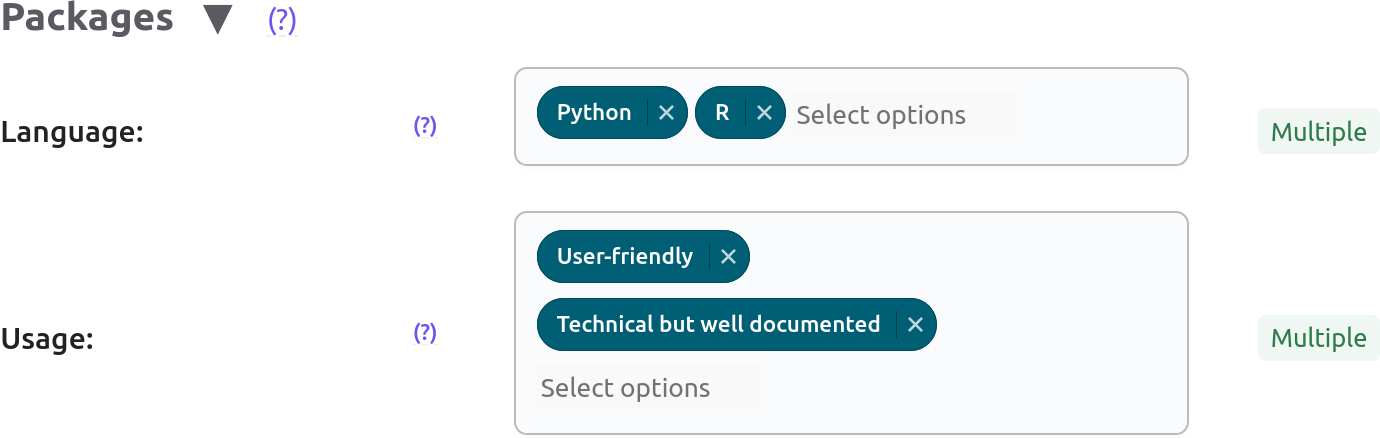 Packages ▼ (?)
Language: (?) Python × R × Select options Multiple
User-friendly ×
Technical but well documented ×
Usage: (?) Multiple
Select options